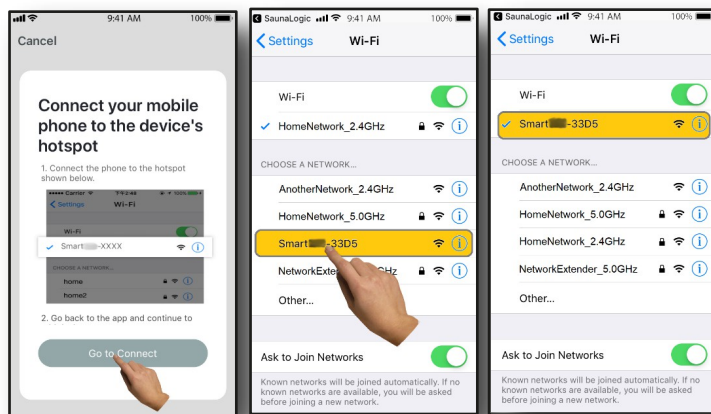 9:41 AM 100%
Cancel
Connect your mobile
phone to the device's
hotspot
1. Connect the phone to the hotspot
shown below.
Carrier 100%
Settings Wi-Fi
Wi-Fi
Smart -XXXX
CHOOSE A NETWORK...
home
home2
2. Go back to the app and continue to
Go to Connect
SaunaLogic 9:41 AM 100%
Settings Wi-Fi
Wi-Fi
HomeNetwork_2.4GHz
CHOOSE A NETWORK...
AnotherNetwork_2.4GHz
HomeNetwork_5.0GHz
Smart -33D5
NetworkExte GHz
Other...
Ask to Join Networks
Known networks will be joined automatically. If no
known networks are available, you will be asked
before joining a new network.
SaunaLogic 9:41 AM 100%
Settings Wi-Fi
Wi-Fi
Smart -33D5
CHOOSE A NETWORK...
AnotherNetwork_2.4GHz
HomeNetwork_5.0GHz
HomeNetwork_2.4GHz
NetworkExtender_5.0GHz
Other...
Ask to Join Networks
Known networks will be joined automatically. If no
known networks are available, you will be asked
before joining a new network.